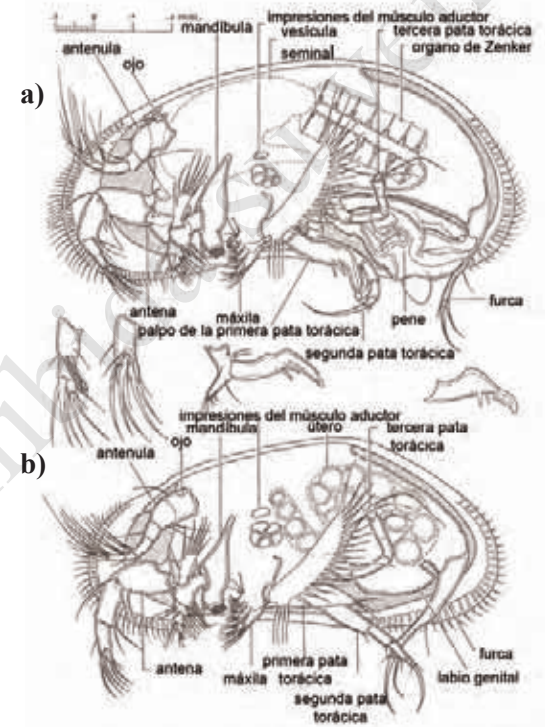 impresiones del músculo aductor
mandíbula
vesícula
seminal
tercera pata torácica
organo de Zenker
antenula
ojo
a)
antena
máxila
palpo de la primera pata torácica
segunda pata torácica
pene
furca
impresiones del músculo aductor
mandíbula
útero
tercera pata
torácica
ojo
antenula
b)
antena
máxila
primera pata
torácica
segunda pata
torácica
furca
labio genital